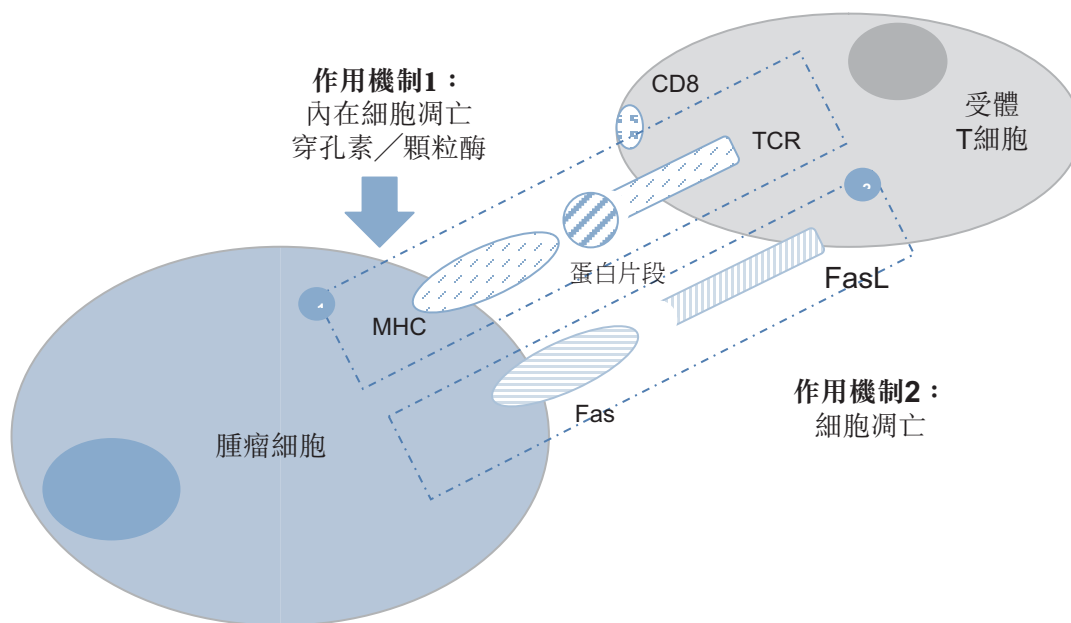 作用機制1：
內在細胞凋亡
穿孔素／顆粒酶
CD8
TCR
受體
T細胞
蛋白片段
FasL
MHC
Fas
作用機制2：
細胞凋亡
腫瘤細胞